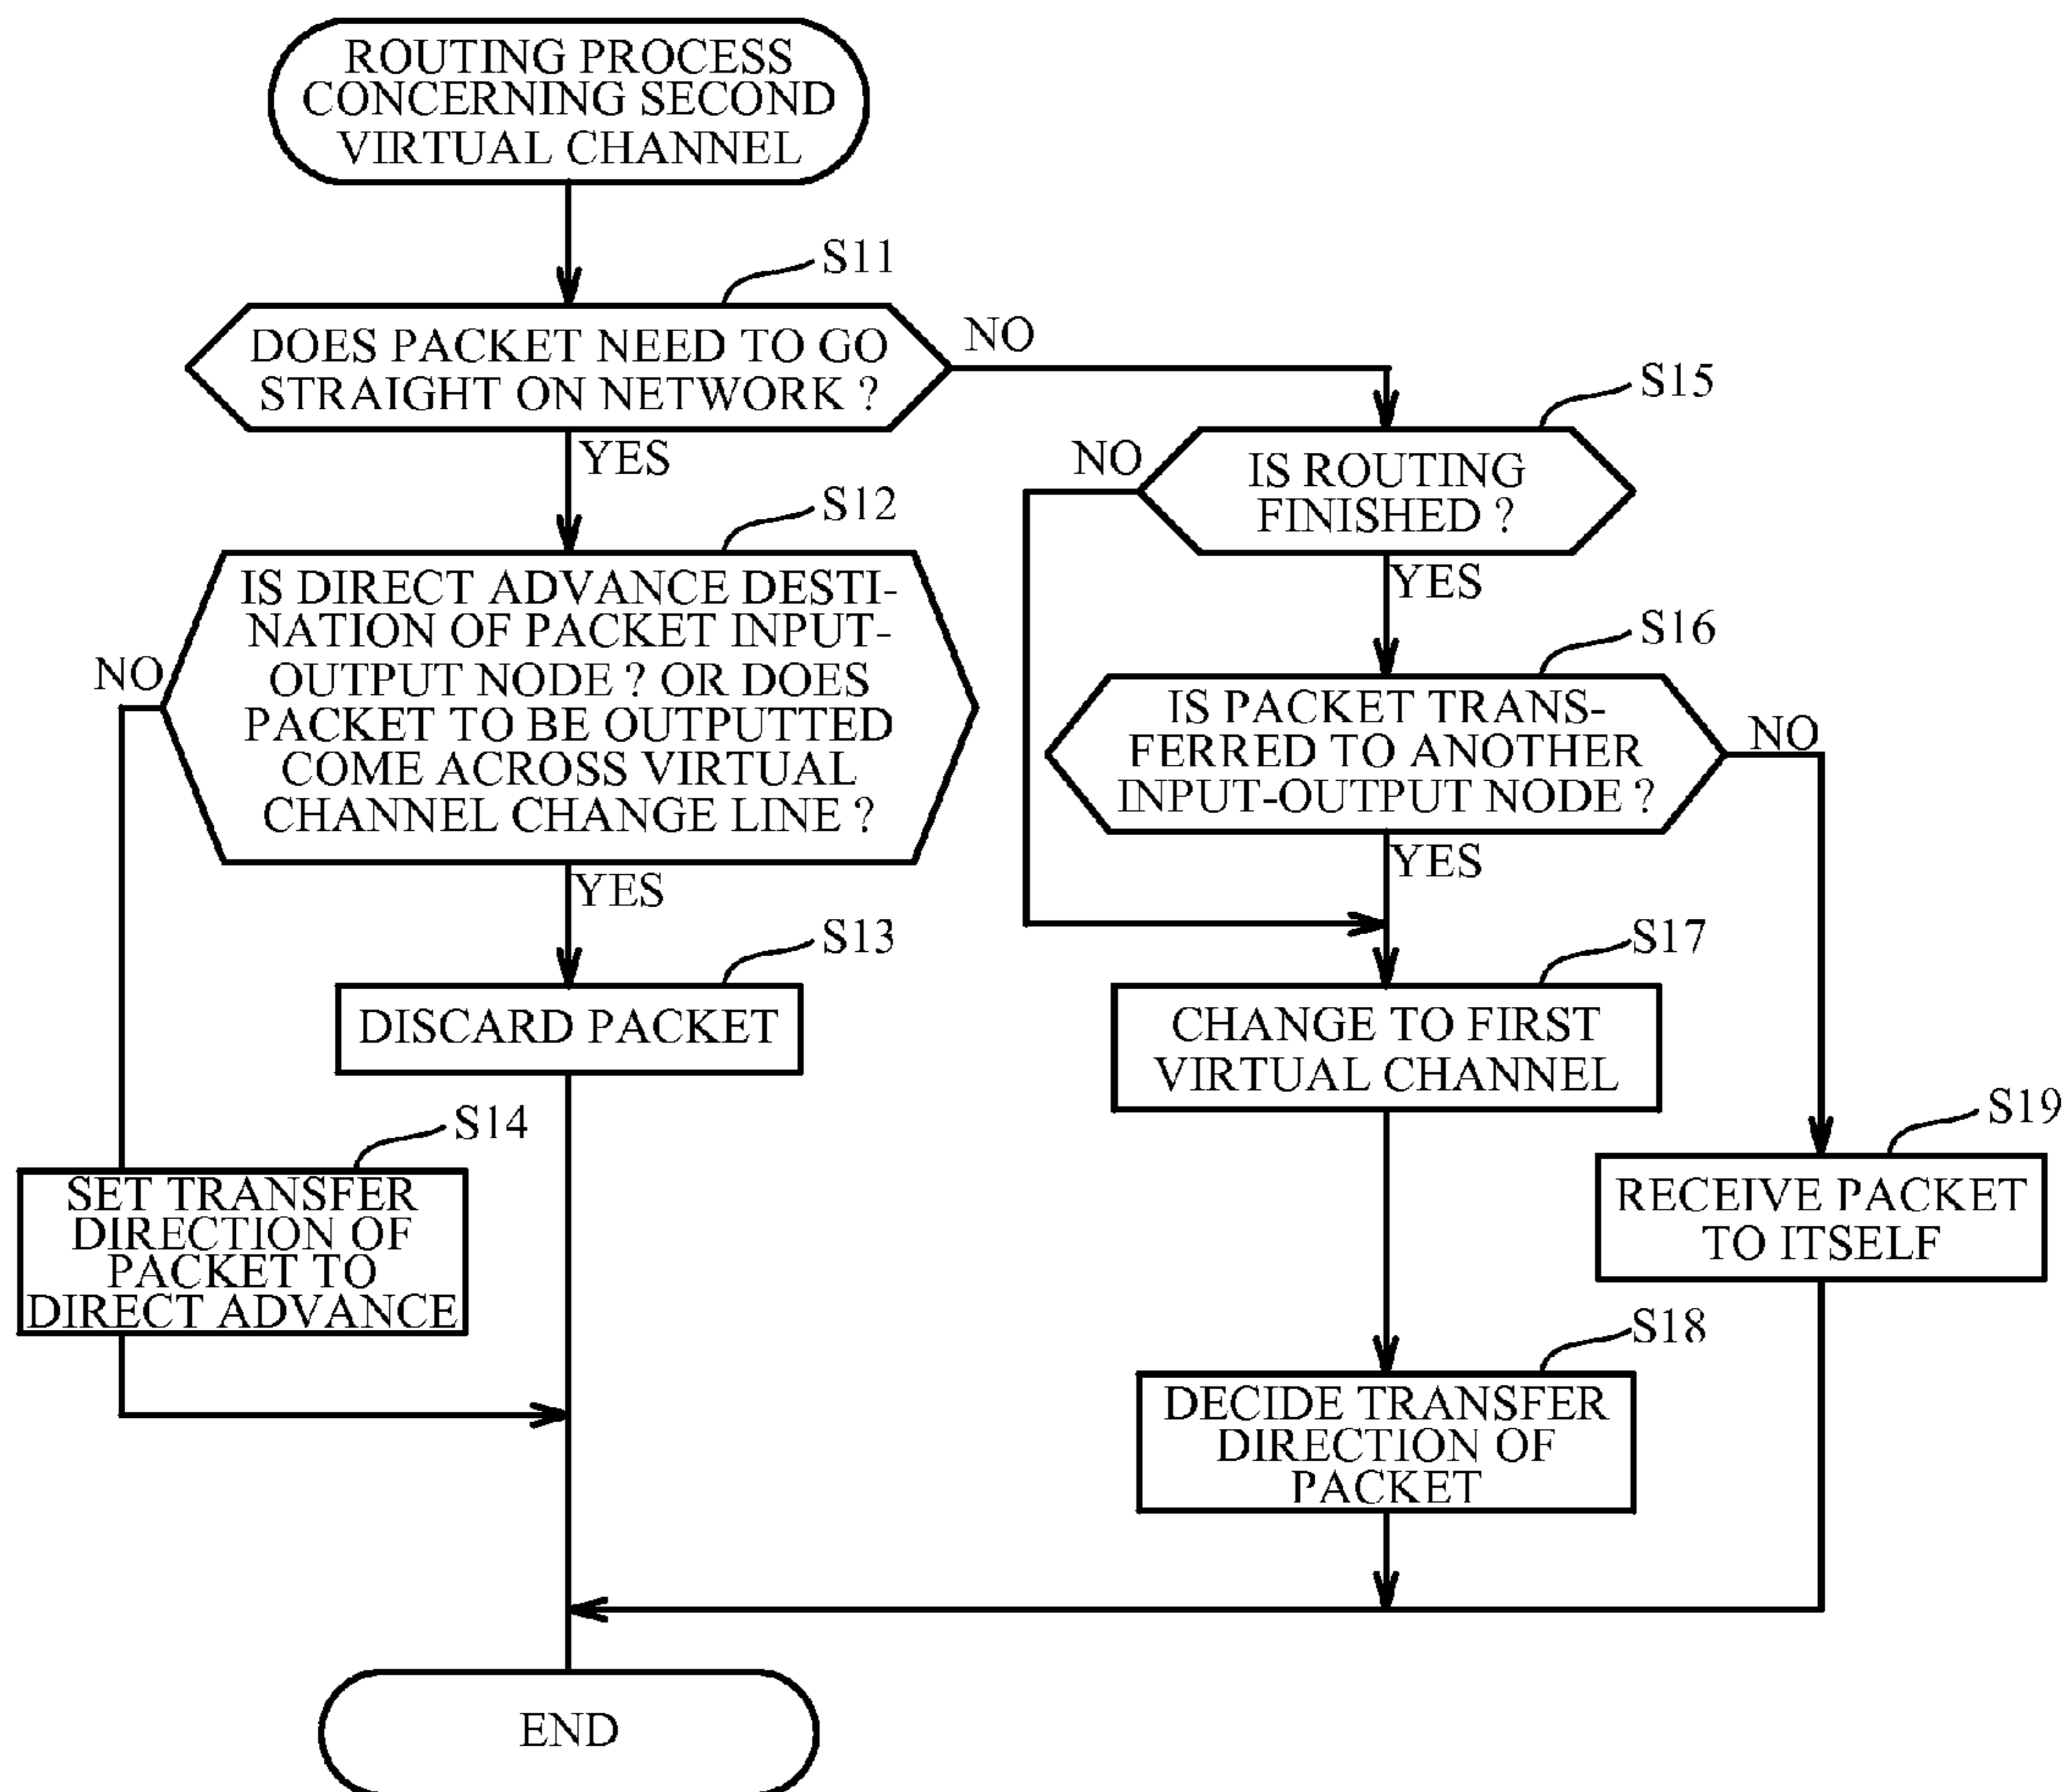 ROUTING PROCESS
CONCERNING SECOND
VIRTUAL CHANNEL
S11
DOES PACKET NEED TO GO
STRAIGHT ON NETWORK ?
NO
YES
S12
IS DIRECT ADVANCE DESTI-
NATION OF PACKET INPUT-
OUTPUT NODE ? OR DOES
PACKET TO BE OUTPUTTED
COME ACROSS VIRTUAL
CHANNEL CHANGE LINE ?
NO
YES
S13
DISCARD PACKET
S14
SET TRANSFER
DIRECTION OF
PACKET TO
DIRECT ADVANCE
S15
IS ROUTING
FINISHED ?
NO
YES
S16
IS PACKET TRANS-
FERRED TO ANOTHER
INPUT-OUTPUT NODE ?
NO
YES
S17
CHANGE TO FIRST
VIRTUAL CHANNEL
S19
RECEIVE PACKET
TO ITSELF
S18
DECIDE TRANSFER
DIRECTION OF
PACKET
END